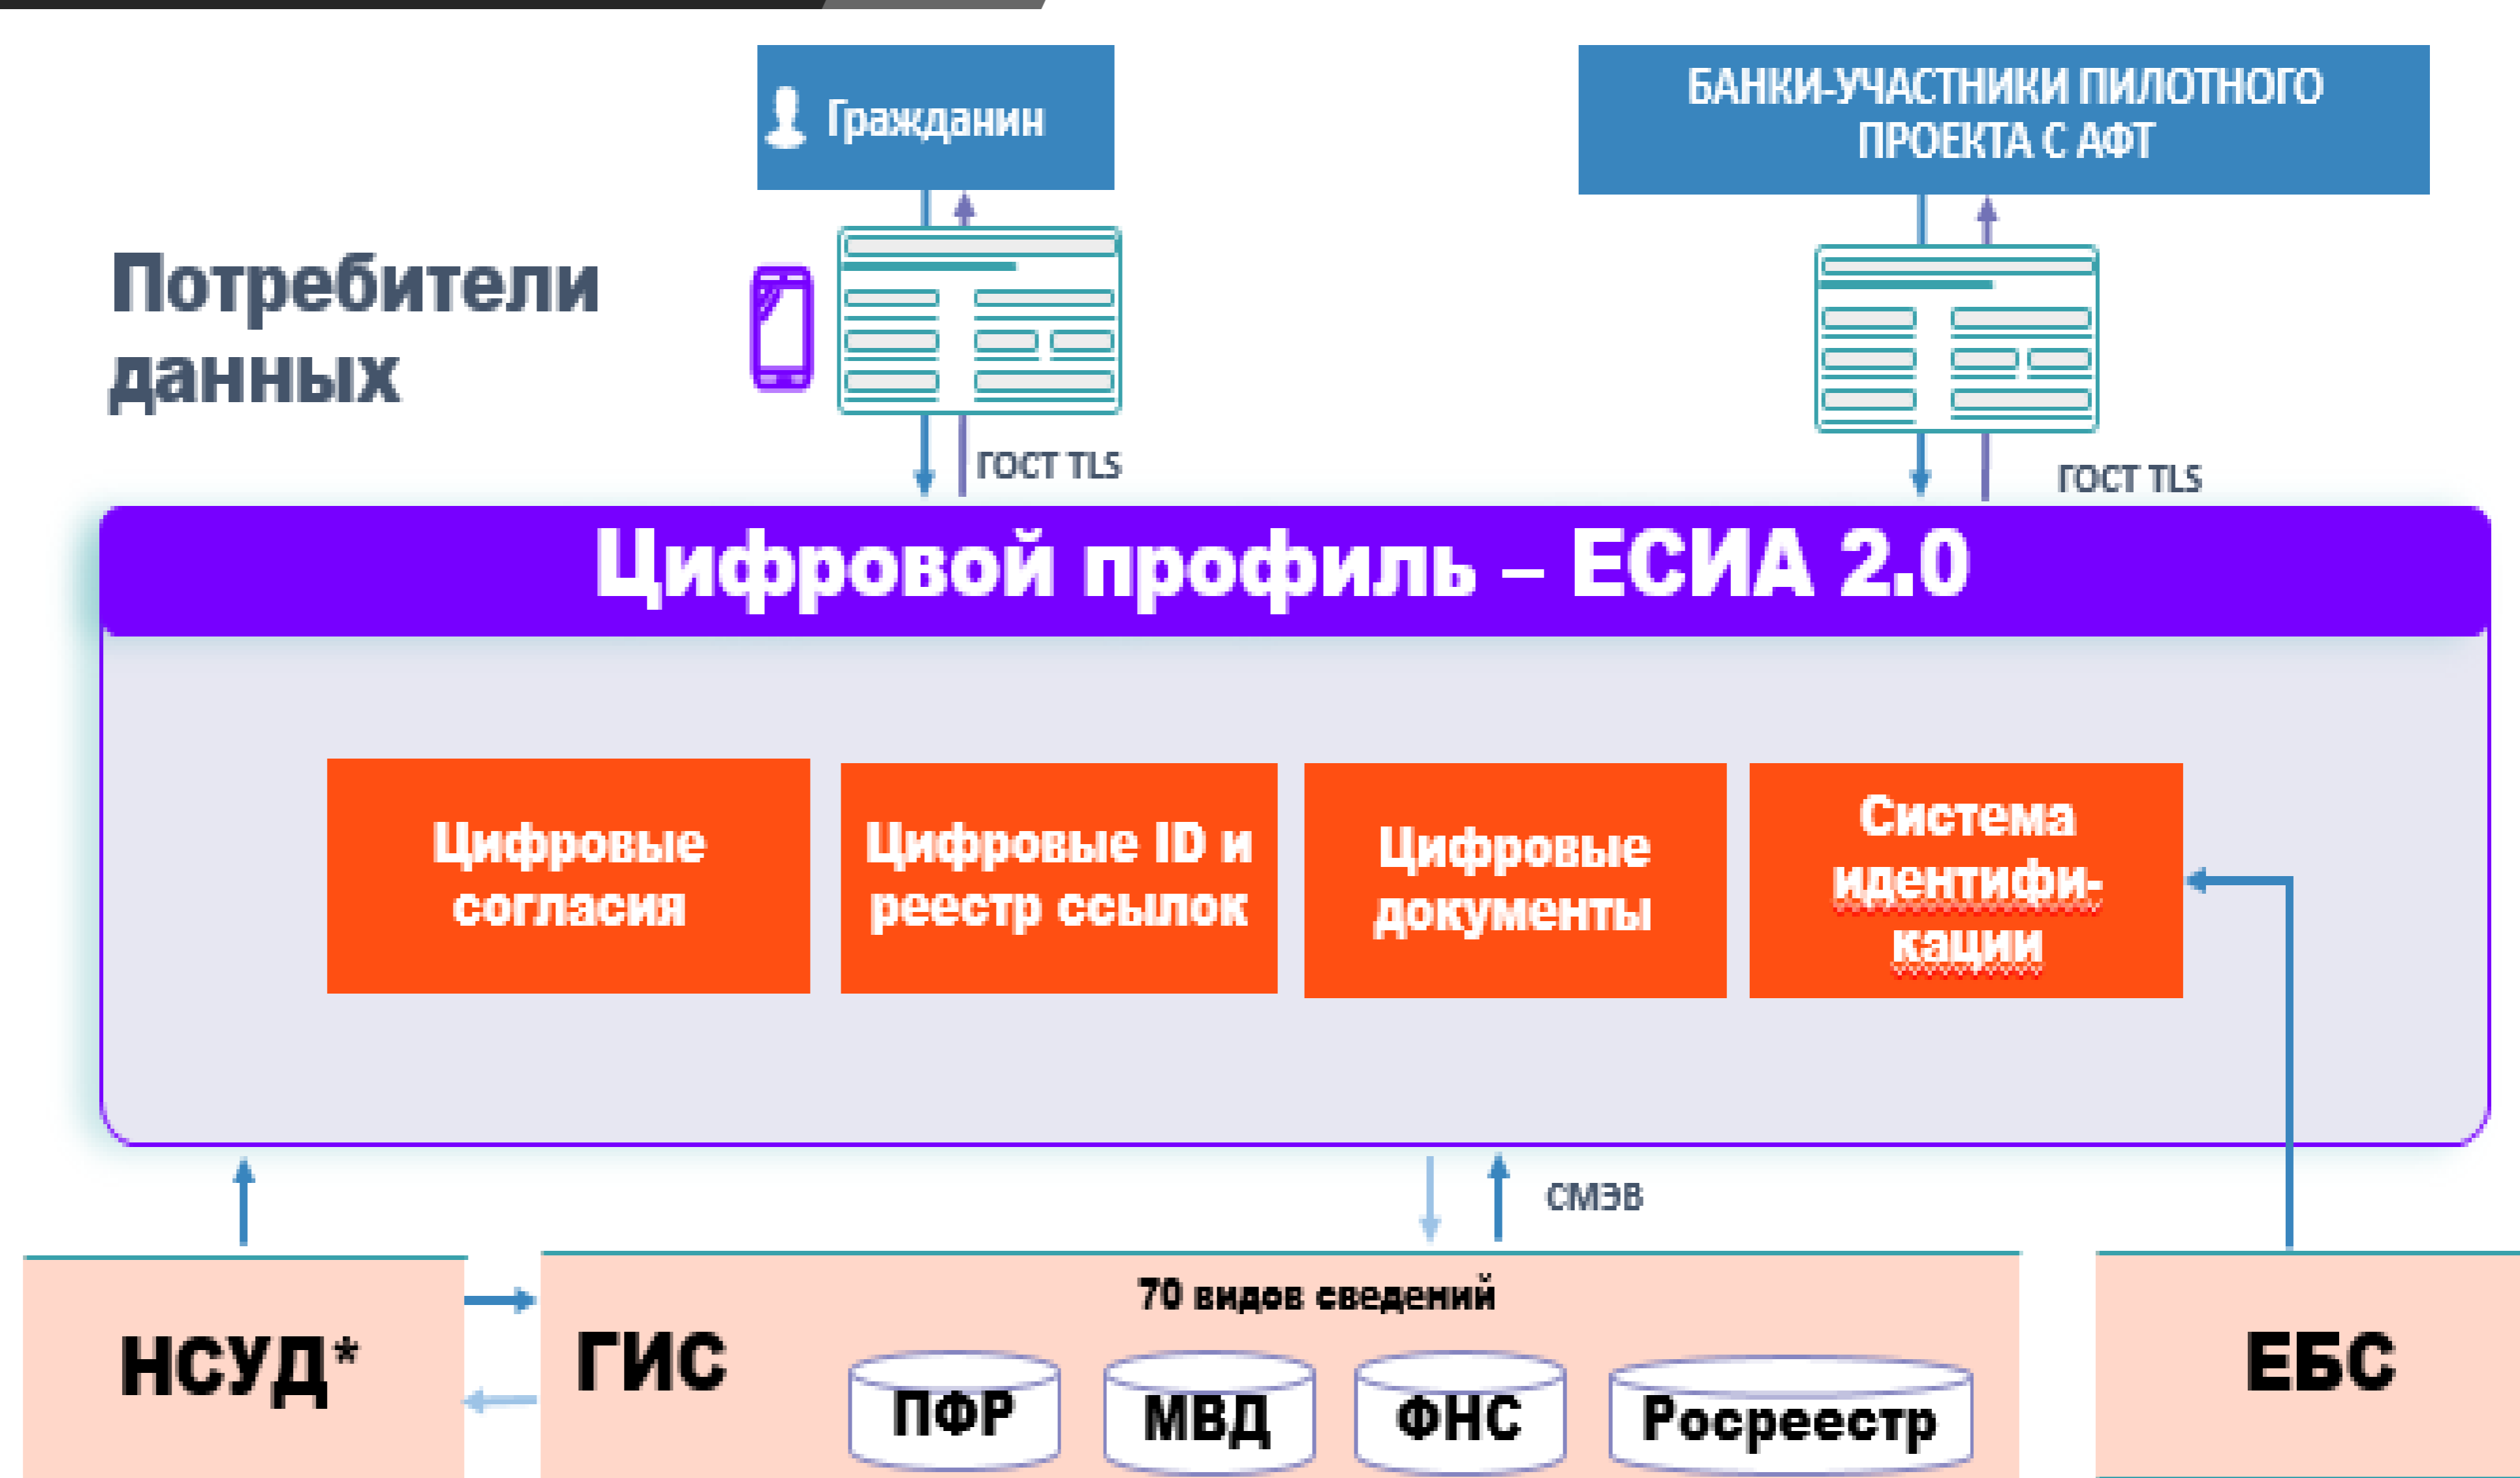 Гражданин
БАНКИ-УЧАСТНИКИ ПИЛОТНОГО
ПРОЕКТА С АФТ
Потребители
данных
ГОСТ TLS
ГОСТ TLS
Цифровой профиль – ЕСИА 2.0
Цифровые
согласия
Цифровые ID и
реестр ссылок
Цифровые
документы
Система
идентифи-
кации
СМЭВ
НСУД*
ГИС
70 видов сведений
ПФР
МВД
ФНС
Росреестр
ЕБС